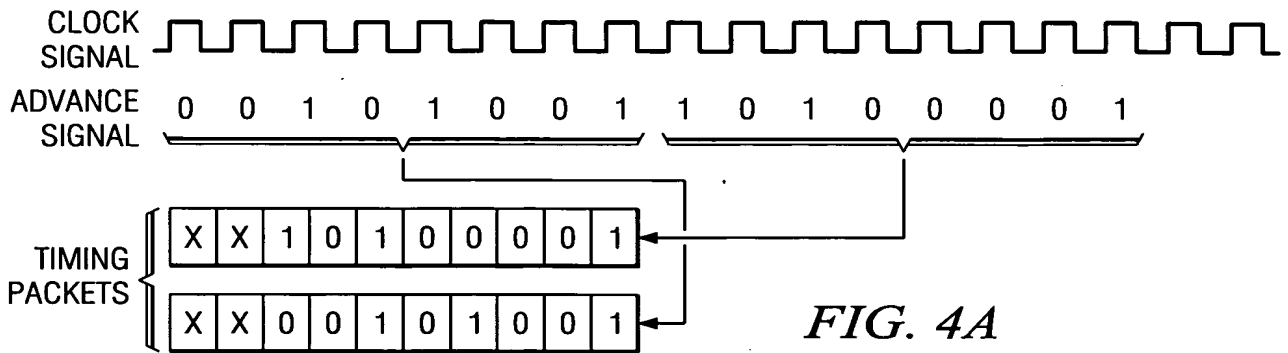 CLOCK
SIGNAL
ADVANCE
SIGNAL
0 0 1 0 1 0 0 1 1 0 1 0 0 0 0 1
TIMING
PACKETS
X X 1 0 1 0 0 0 0 1
X X 0 0 1 0 1 0 0 1
FIG. 4A